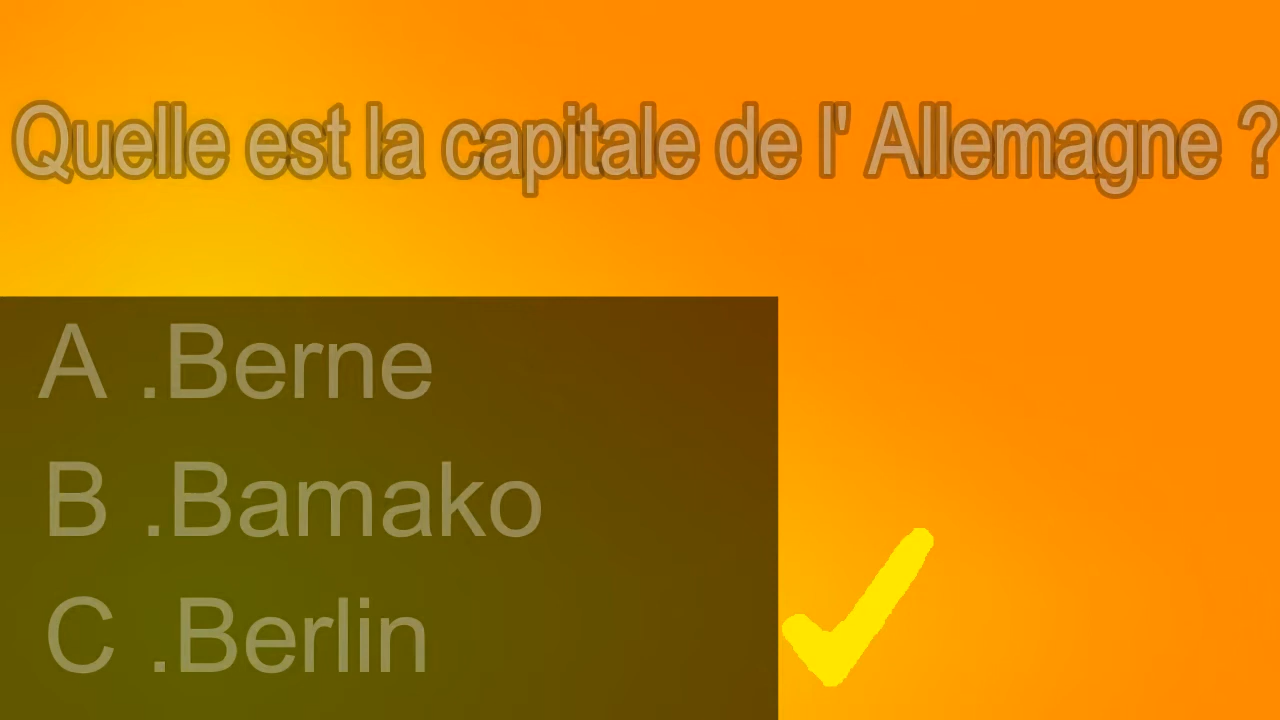 Quelle est la capitale de l' Allemagne ?
A .Berne
B .Bamako
C .Berlin